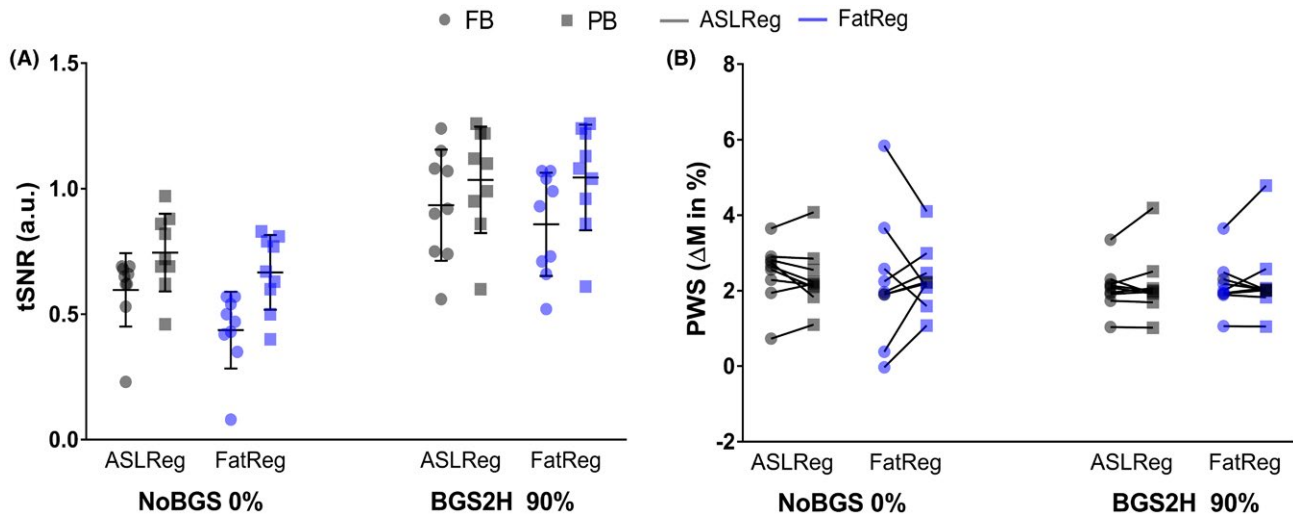 FB PB ASLReg FatReg
(A)
tSNR (a.u.)
1.5
1.0
0.5
0.0
ASLReg FatReg ASLReg FatReg
NoBGS 0% BGS2H 90%
(B)
PWS (ΔM in %)
8
6
4
2
0
-2
ASLReg FatReg ASLReg FatReg
NoBGS 0% BGS2H 90%